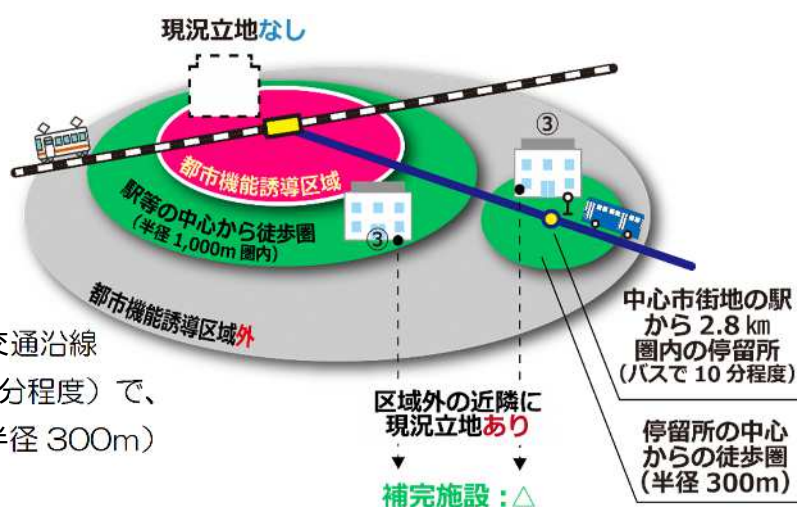 現況立地なし
都市機能誘導区域
駅等の中心から徒歩圏
(半径 1,000m 圏内)
③
③
都市機能誘導区域外
交通沿線
分程度）で、
半径 300m）
中心市街地の駅
から 2.8 ㎞
圏内の停留所
(バスで 10 分程度)
区域外の近隣に
現況立地あり
停留所の中心
からの徒歩圏
(半径 300m)
補完施設：△